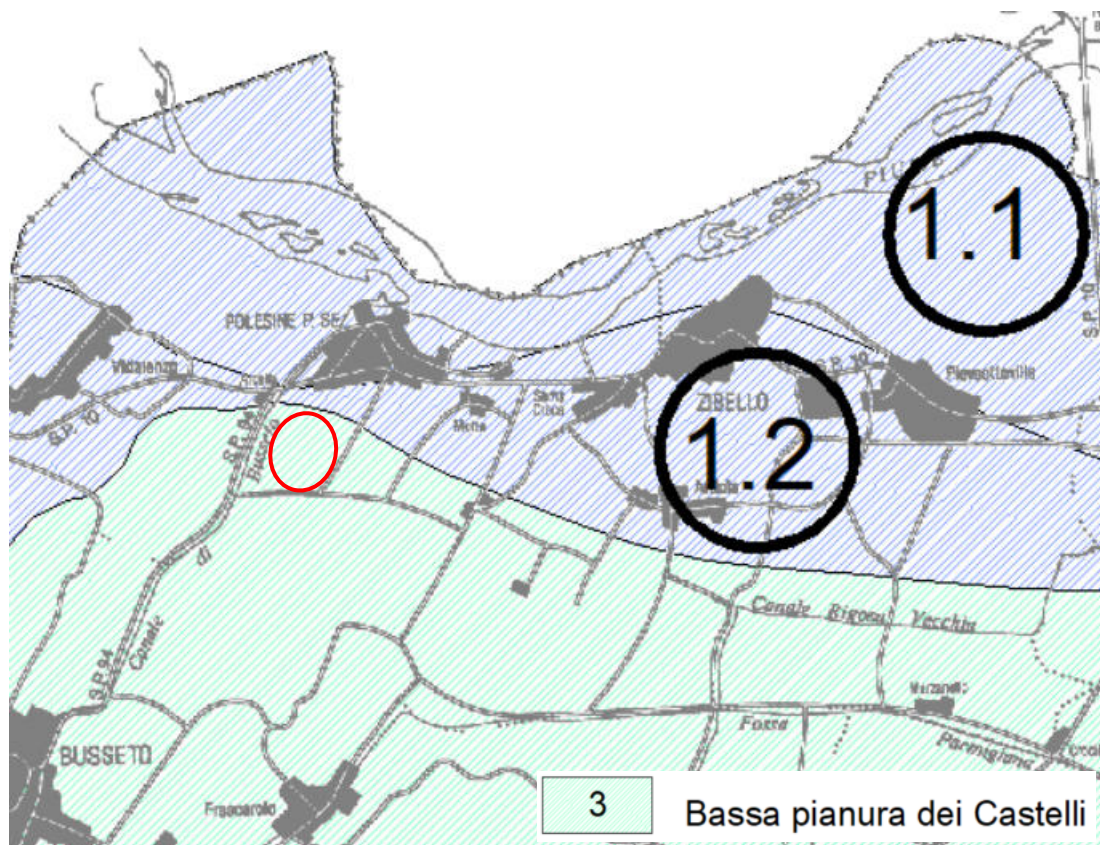 1.1
S.P. 10
POLESINE P. SE
Vidalenzo
S.P. 10
S.P. 10
Pieveottoville
ZIBELLO
Santa Croce
1.2
S.P. 94
Canale
di
Busseto
S.P. 94
Canale Rigosa Vecchia
BUSSETO
Frescarolo
Fossa
Parmigiana
3
Bassa pianura dei Castelli